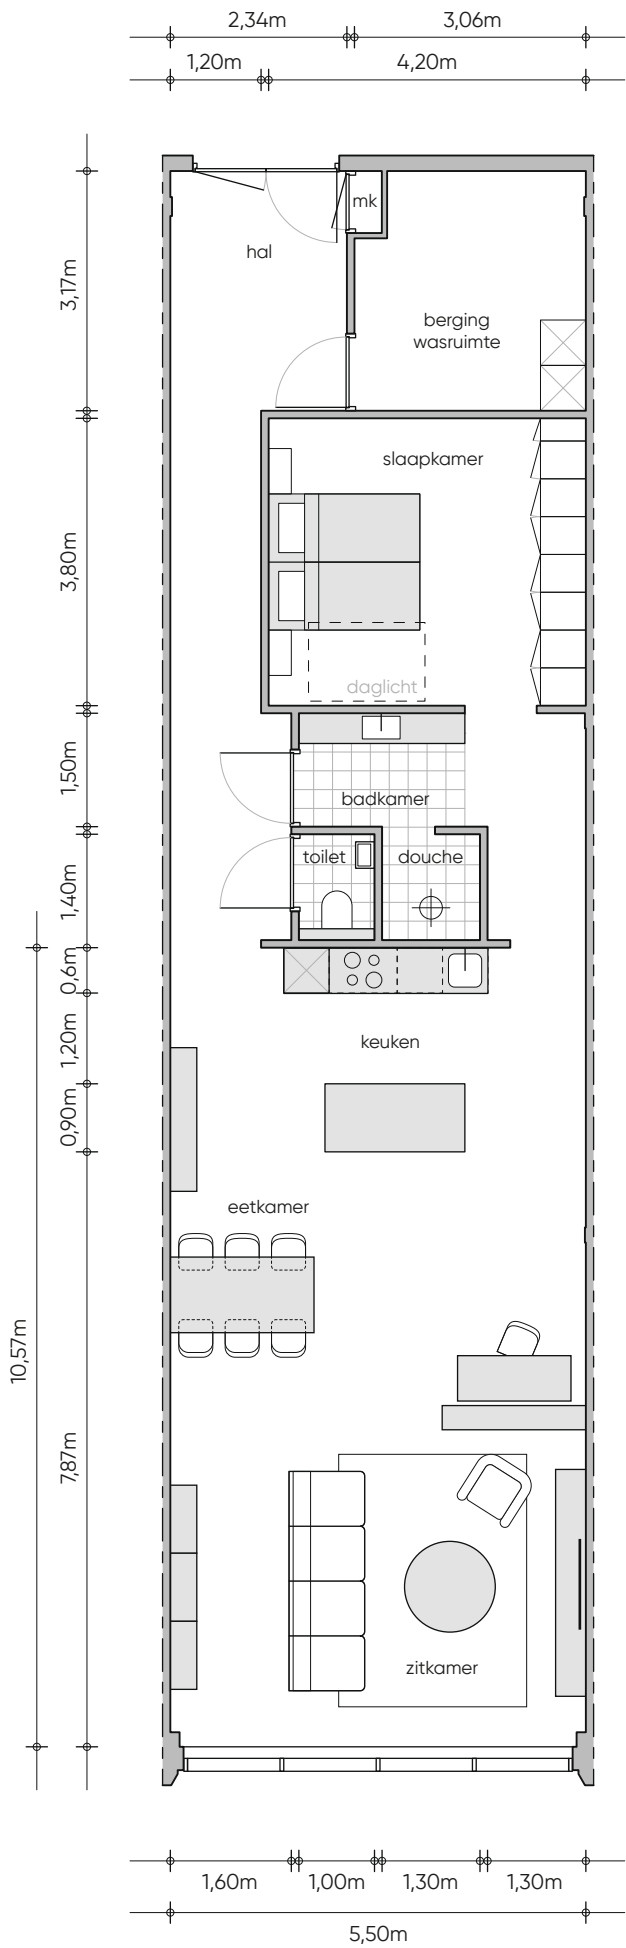 2,34m 3,06m
1,20m 4,20m
mk
hal
3,17m
berging
wasruimte
slaapkamer
3,80m
daglicht
1,50m
badkamer
toilet douche
1,40m
0,6m
1,20m
keuken
0,90m
eetkamer
10,57m
7,87m
zitkamer
1,60m 1,00m 1,30m 1,30m
5,50m